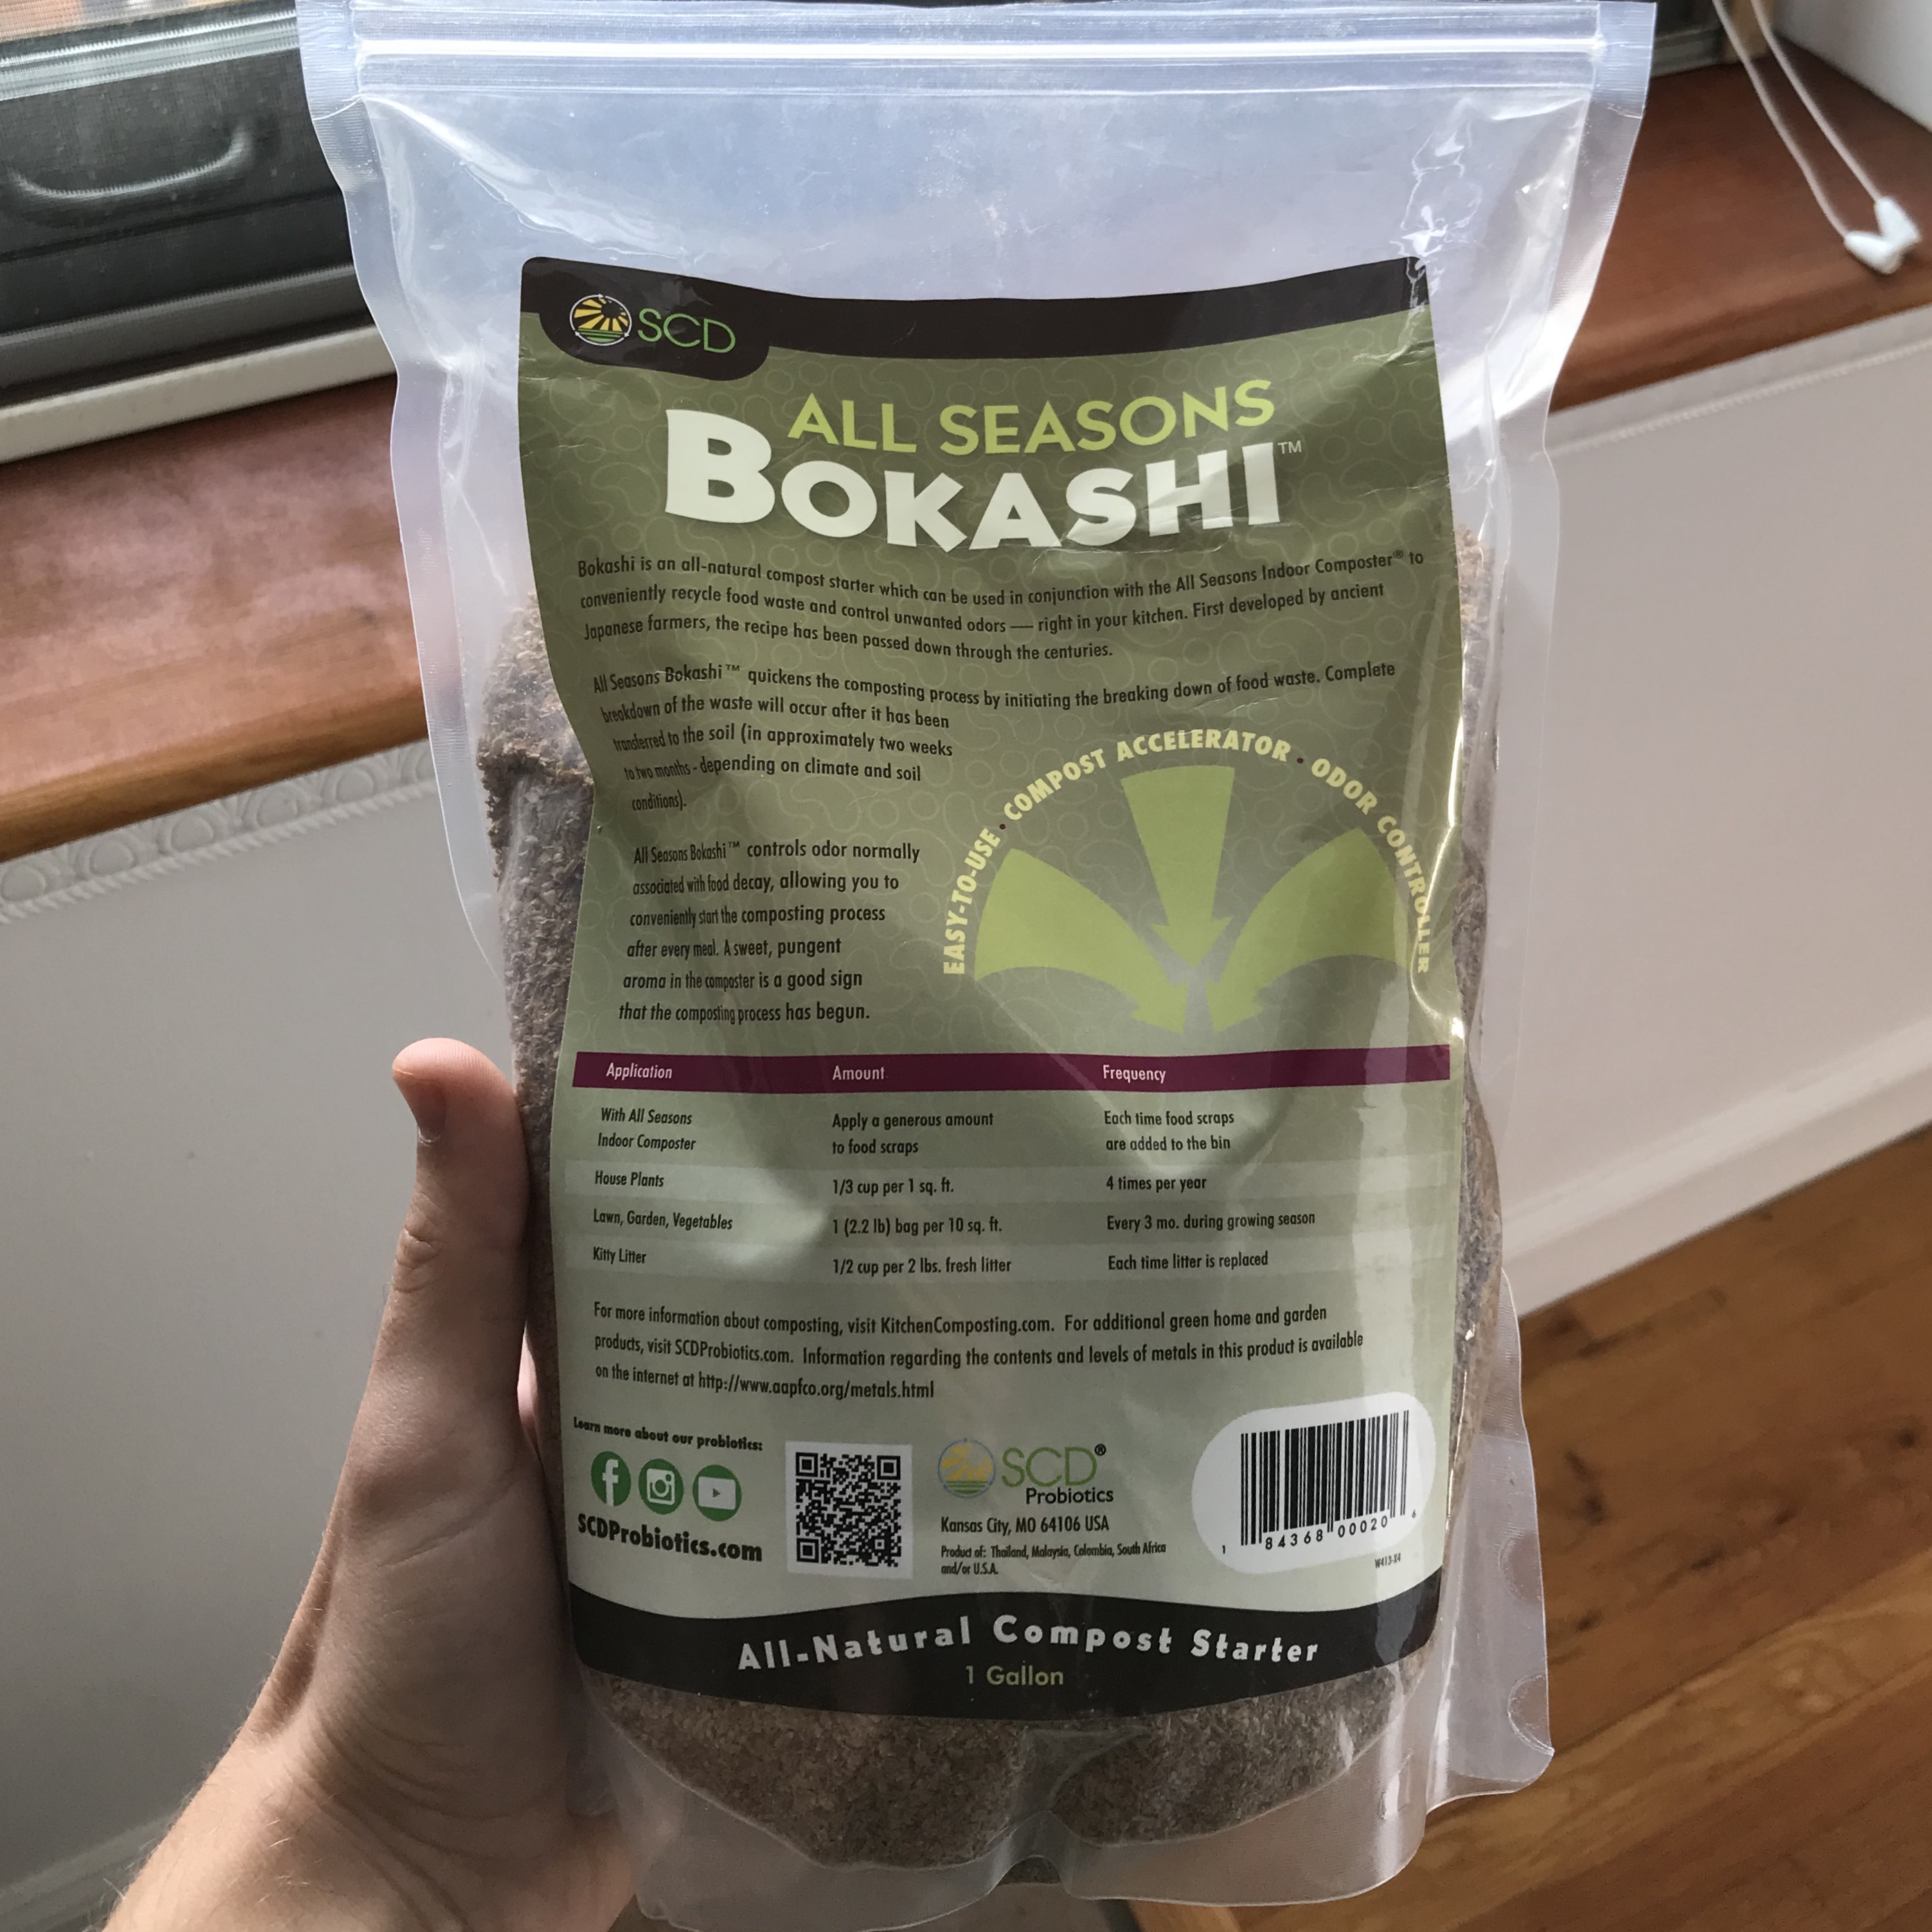 SCD
ALL SEASONS
BOKASHI™
Bokashi is an all-natural compost starter which can be used in conjunction with the All Seasons Indoor Composter® to
conveniently recycle food waste and control unwanted odors — right in your kitchen. First developed by ancient
Japanese farmers, the recipe has been passed down through the centuries.
All Seasons Bokashi™ quickens the composting process by initiating the breaking down of food waste. Complete
breakdown of the waste will occur after it has been
transferred to the soil (in approximately two weeks
to two months - depending on climate and soil
conditions).
EASY-TO-USE • COMPOST ACCELERATOR • ODOR CONTROLLER
All Seasons Bokashi™ controls odor normally
associated with food decay, allowing you to
conveniently start the composting process
after every meal. A sweet, pungent
aroma in the composter is a good sign
that the composting process has begun.
Application Amount Frequency
With All Seasons Apply a generous amount Each time food scraps
Indoor Composter to food scraps are added to the bin
House Plants 1/3 cup per 1 sq. ft. 4 times per year
Lawn, Garden, Vegetables 1 (2.2 lb) bag per 10 sq. ft. Every 3 mo. during growing season
Kitty Litter 1/2 cup per 2 lbs. fresh litter Each time litter is replaced
For more information about composting, visit KitchenComposting.com. For additional green home and garden
products, visit SCDProbiotics.com. Information regarding the contents and levels of metals in this product is available
on the internet at http://www.aapfco.org/metals.html
Learn more about our probiotics:
SCDProbiotics.com
SCD®
Probiotics
Kansas City, MO 64106 USA
Product of: Thailand, Malaysia, Colombia, South Africa
and/or U.S.A.
1 84368 00020 6
W413-X4
All-Natural Compost Starter
1 Gallon